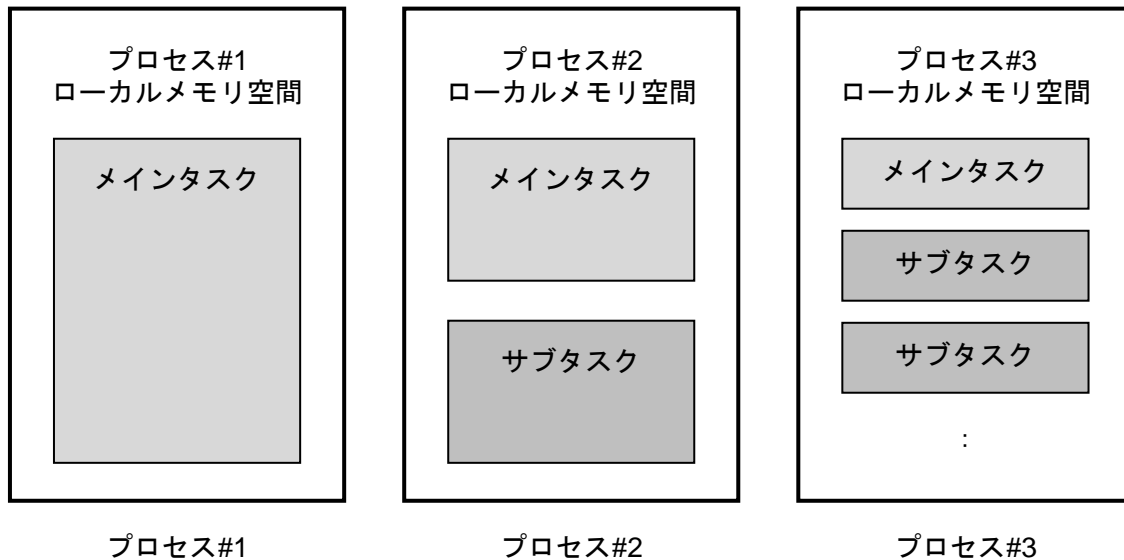 プロセス#1
ローカルメモリ空間
メインタスク
プロセス#1
プロセス#2
ローカルメモリ空間
メインタスク
サブタスク
プロセス#2
プロセス#3
ローカルメモリ空間
メインタスク
サブタスク
サブタスク
:
プロセス#3